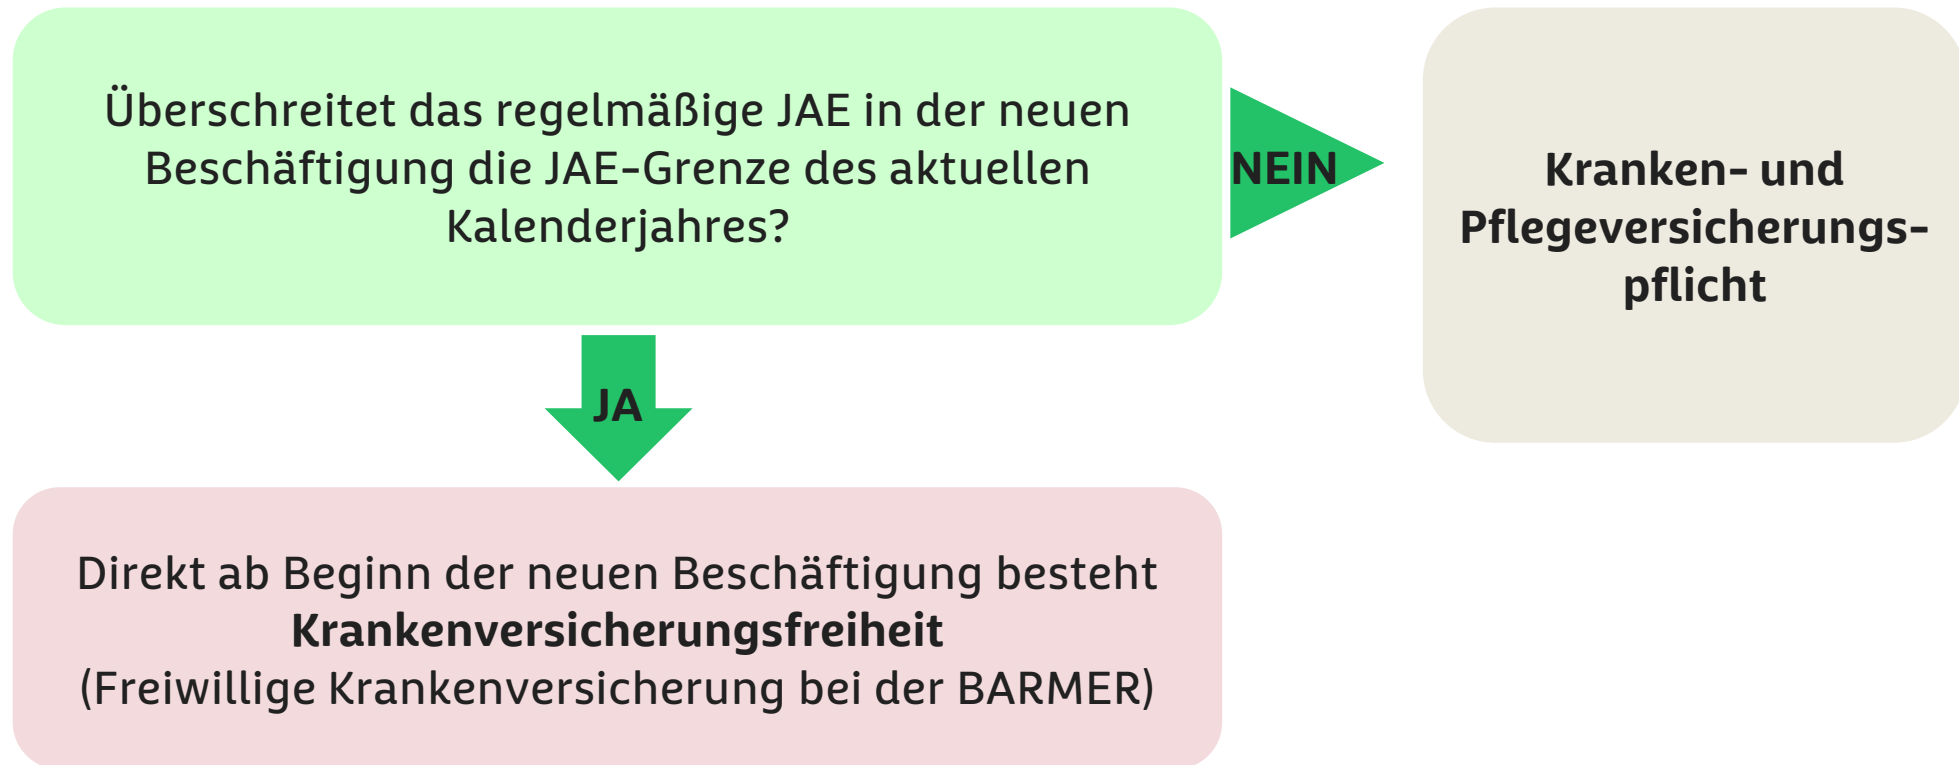 Überschreitet das regelmäßige JAE in der neuen
Beschäftigung die JAE-Grenze des aktuellen
Kalenderjahres?
NEIN
Kranken- und
Pflegeversicherungs-
pflicht
JA
Direkt ab Beginn der neuen Beschäftigung besteht
Krankenversicherungsfreiheit
(Freiwillige Krankenversicherung bei der BARMER)